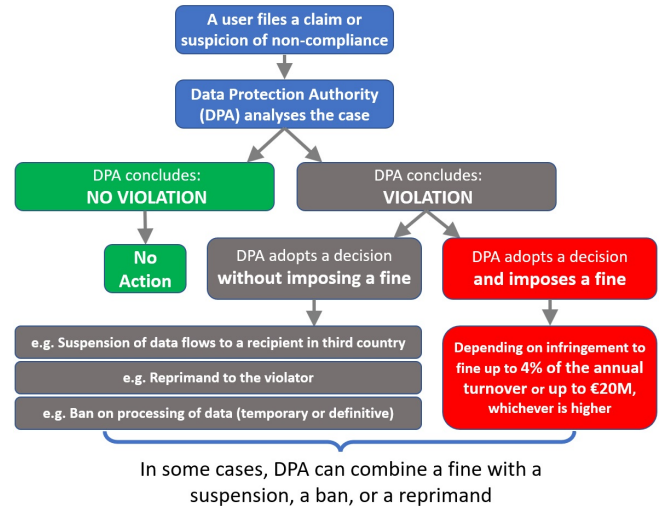 A user files a claim or
suspicion of non-compliance
Data Protection Authority
(DPA) analyses the case
DPA concludes:
NO VIOLATION
DPA concludes:
VIOLATION
No
Action
DPA adopts a decision
without imposing a fine
DPA adopts a decision
and imposes a fine
e.g. Suspension of data flows to a recipient in third country
e.g. Reprimand to the violator
e.g. Ban on processing of data (temporary or definitive)
Depending on infringement to
fine up to 4% of the annual
turnover or up to €20M,
whichever is higher
In some cases, DPA can combine a fine with a
suspension, a ban, or a reprimand